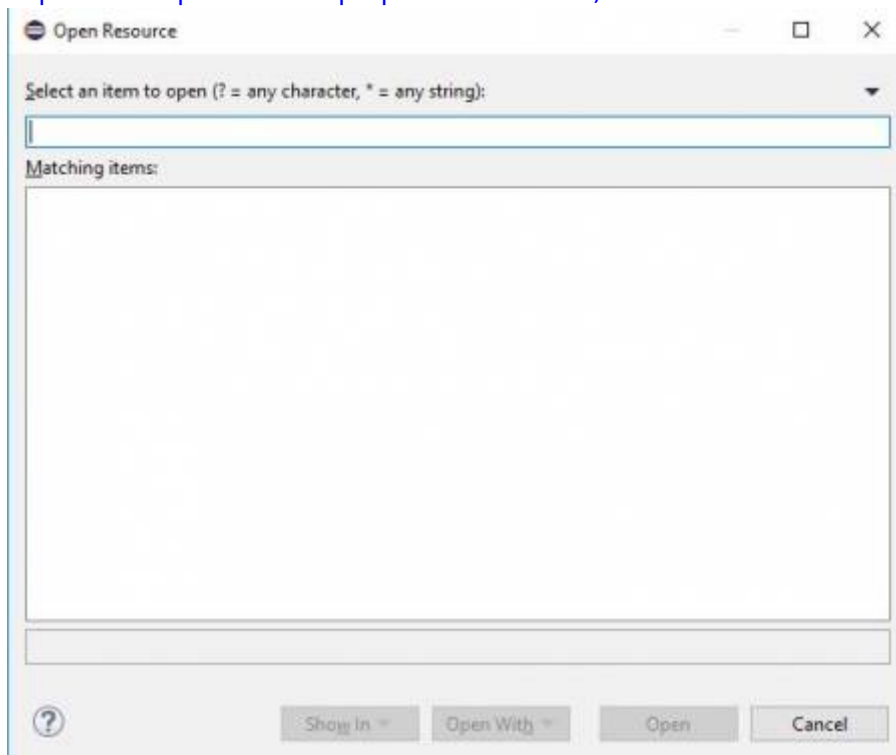 Open Resource
Select an item to open (? = any character, * = any string):
Matching items:
?
Show In
Open With
Open
Cancel